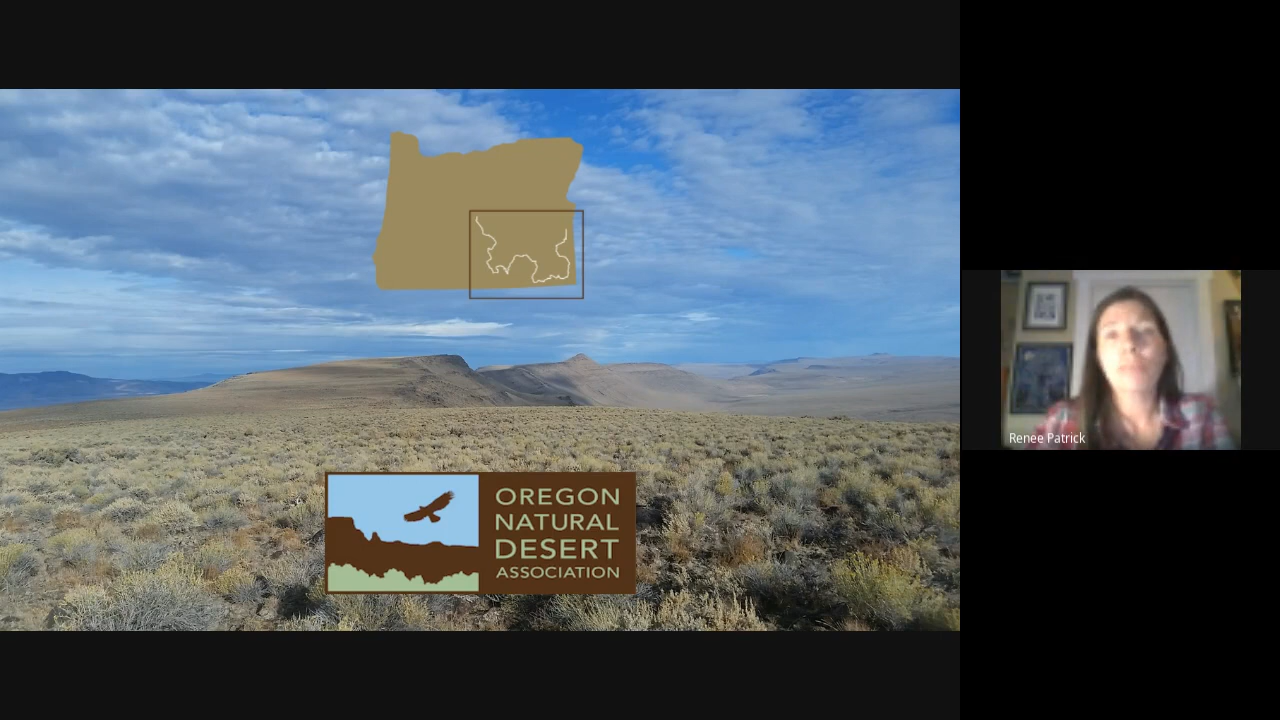 OREGON
NATURAL
DESERT
ASSOCIATION
Renee Patrick